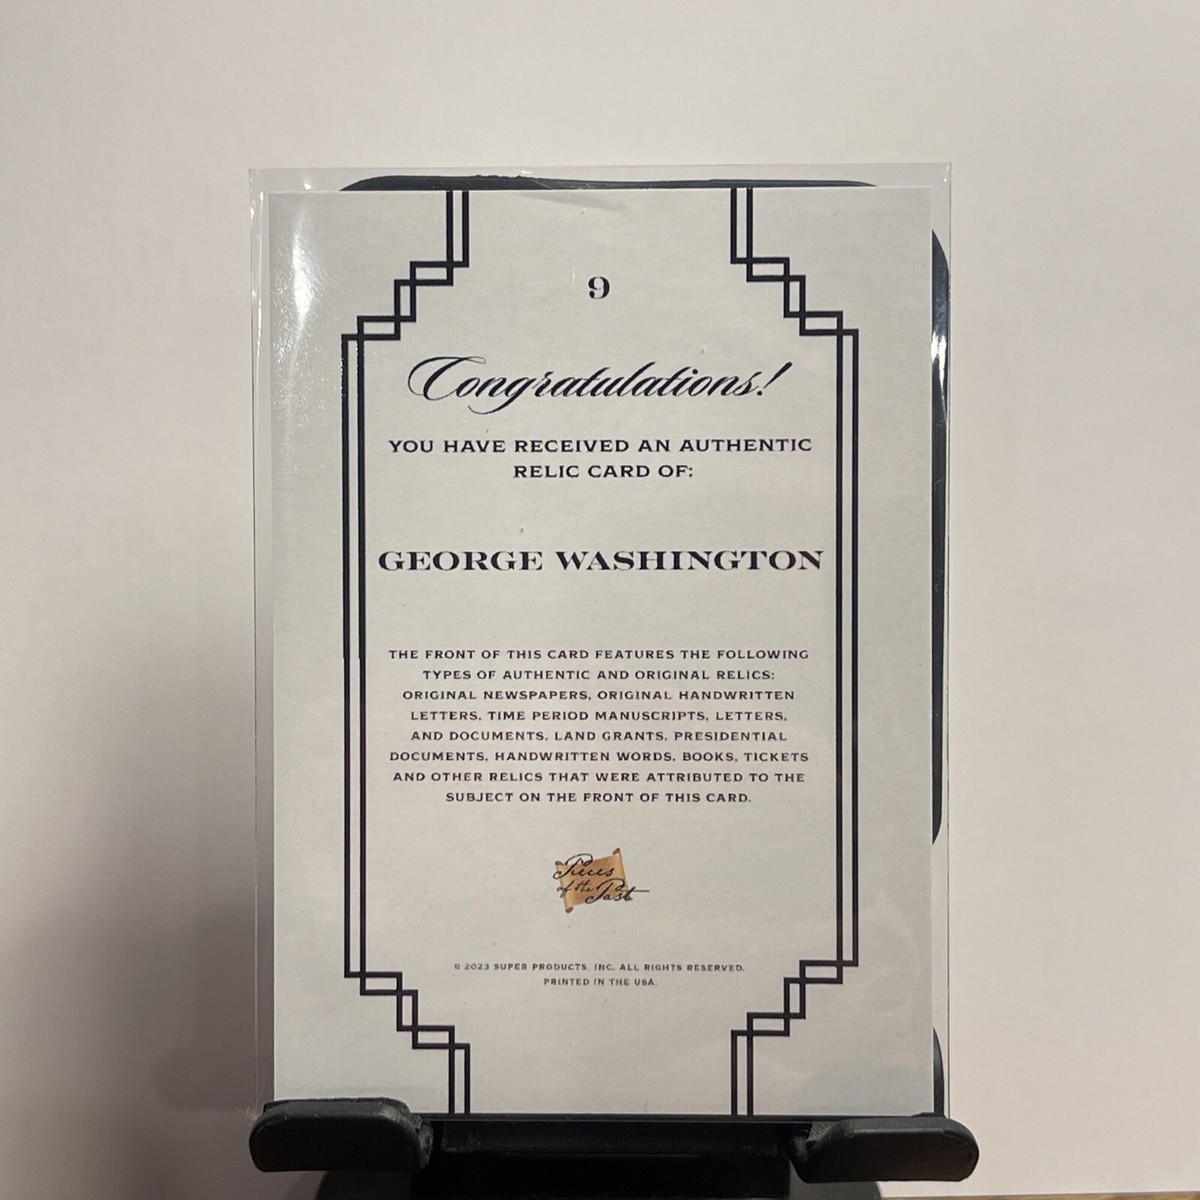 9
Congratulations!
YOU HAVE RECEIVED AN AUTHENTIC
RELIC CARD OF:
GEORGE WASHINGTON
THE FRONT OF THIS CARD FEATURES THE FOLLOWING
TYPES OF AUTHENTIC AND ORIGINAL RELICS:
ORIGINAL NEWSPAPERS, ORIGINAL HANDWRITTEN
LETTERS, TIME PERIOD MANUSCRIPTS, LETTERS,
AND DOCUMENTS, LAND GRANTS, PRESIDENTIAL
DOCUMENTS, HANDWRITTEN WORDS, BOOKS, TICKETS
AND OTHER RELICS THAT WERE ATTRIBUTED TO THE
SUBJECT ON THE FRONT OF THIS CARD.
Pieces
of the Past
© 2023 SUPER PRODUCTS, INC. ALL RIGHTS RESERVED.
PRINTED IN THE USA.